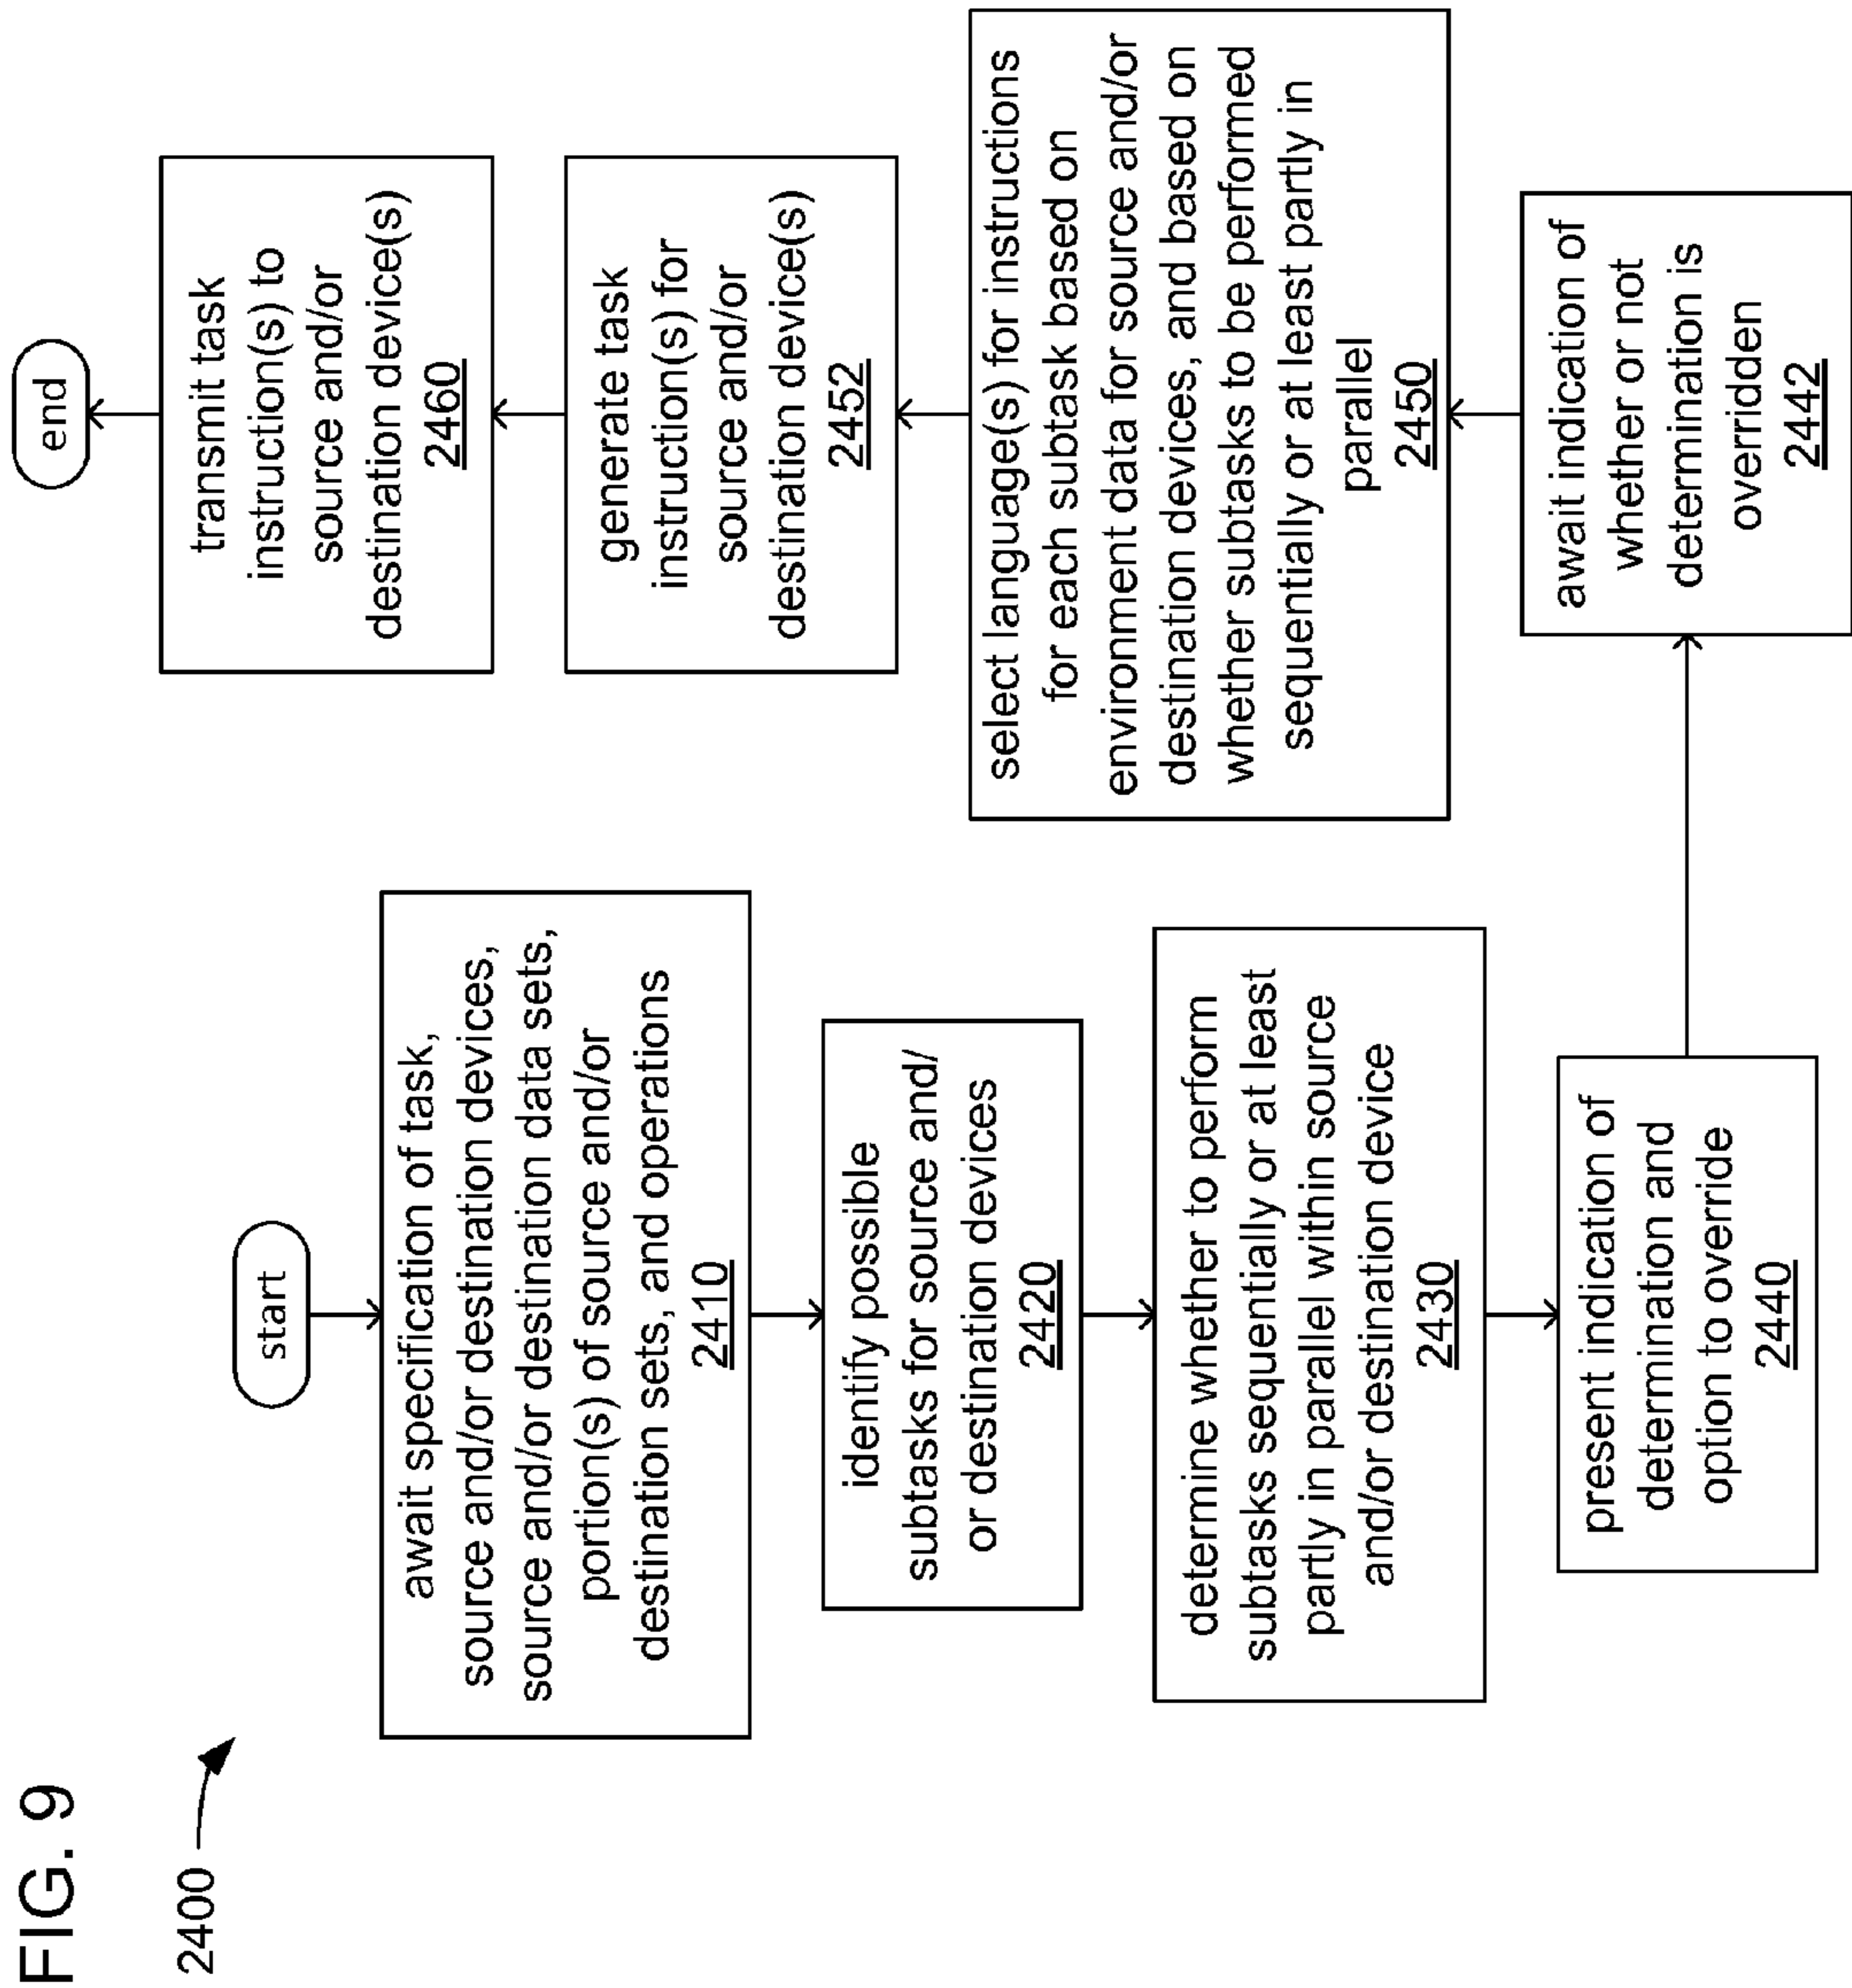 FIG. 9
2400
start
await specification of task,
source and/or destination devices,
source and/or destination data sets,
portion(s) of source and/or
destination sets, and operations
2410
identify possible
subtasks for source and/
or destination devices
2420
determine whether to perform
subtasks sequentially or at least
partly in parallel within source
and/or destination device
2430
present indication of
determination and
option to override
2440
await indication of
whether or not
determination is
overridden
2442
select language(s) for instructions
for each subtask based on
environment data for source and/or
destination devices, and based on
whether subtasks to be performed
sequentially or at least partly in
parallel
2450
generate task
instruction(s) for
source and/or
destination device(s)
2452
transmit task
instruction(s) to
source and/or
destination device(s)
2460
end